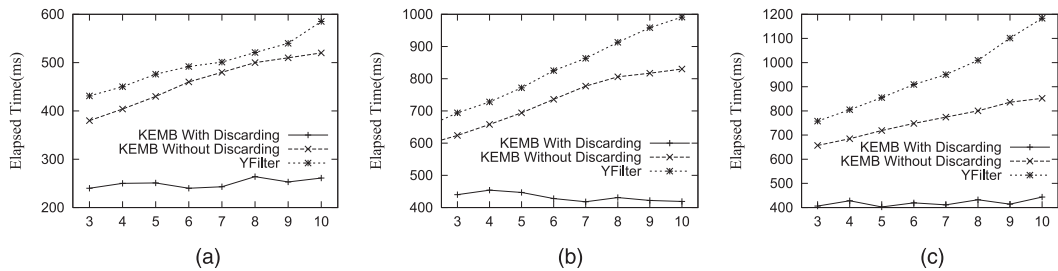 600
500
400
300
200
Elapsed Time(ms)
KEMB With Discarding
KEMB Without Discarding
YFilter
3 4 5 6 7 8 9 10
(a)
1000
900
800
700
600
500
400
Elapsed Time(ms)
KEMB With Discarding
KEMB Without Discarding
YFilter
3 4 5 6 7 8 9 10
(b)
1200
1100
1000
900
800
700
600
500
400
Elapsed Time(ms)
KEMB With Discarding
KEMB Without Discarding
YFilter
3 4 5 6 7 8 9 10
(c)